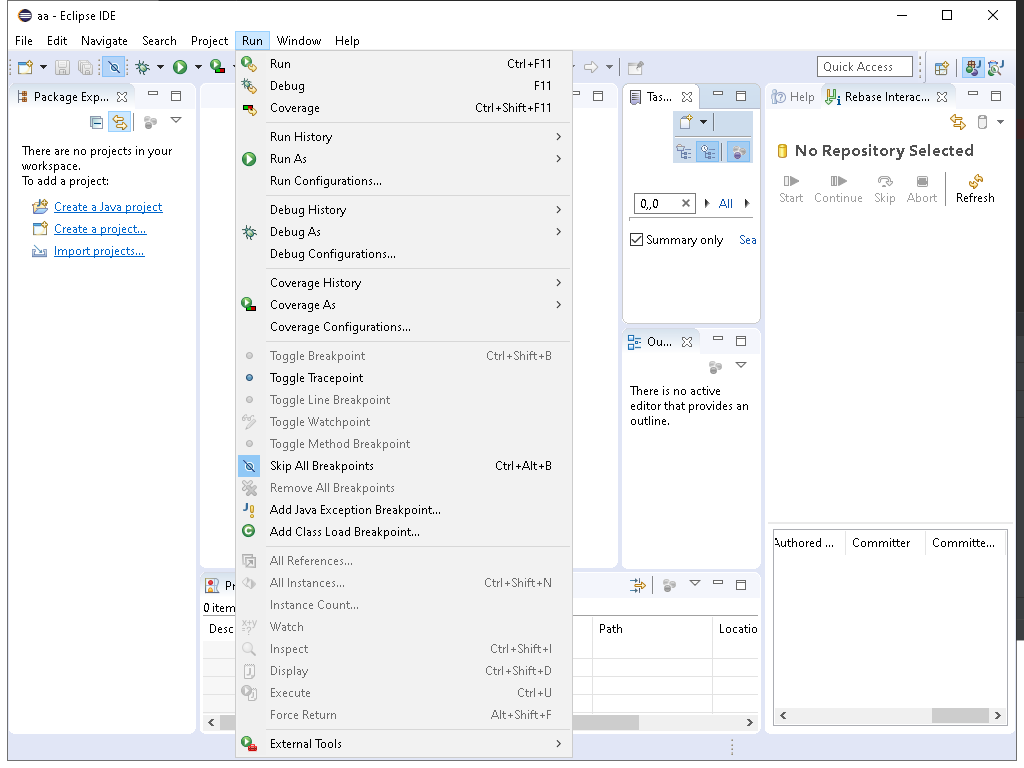 aa - Eclipse IDE
File Edit Navigate Search Project Run Window Help
Quick Access
Package Exp...
There are no projects in your
workspace.
To add a project:
Create a Java project
Create a project...
Import projects...
Run Ctrl+F11
Debug F11
Coverage Ctrl+Shift+F11
Run History
Run As
Run Configurations...
Debug History
Debug As
Debug Configurations...
Coverage History
Coverage As
Coverage Configurations...
Toggle Breakpoint Ctrl+Shift+B
Toggle Tracepoint
Toggle Line Breakpoint
Toggle Watchpoint
Toggle Method Breakpoint
Skip All Breakpoints Ctrl+Alt+B
Remove All Breakpoints
Add Java Exception Breakpoint...
Add Class Load Breakpoint...
All References...
All Instances... Ctrl+Shift+N
Instance Count...
Watch
Inspect Ctrl+Shift+I
Display Ctrl+Shift+D
Execute Ctrl+U
Force Return Alt+Shift+F
External Tools
Tas...
0,,0 All
Summary only Sea
Ou...
There is no active
editor that provides an
outline.
Help Rebase Interac...
No Repository Selected
Start Continue Skip Abort Refresh
Authored ... Committer Committe...
Pr
0 item
Desc Path Locatio